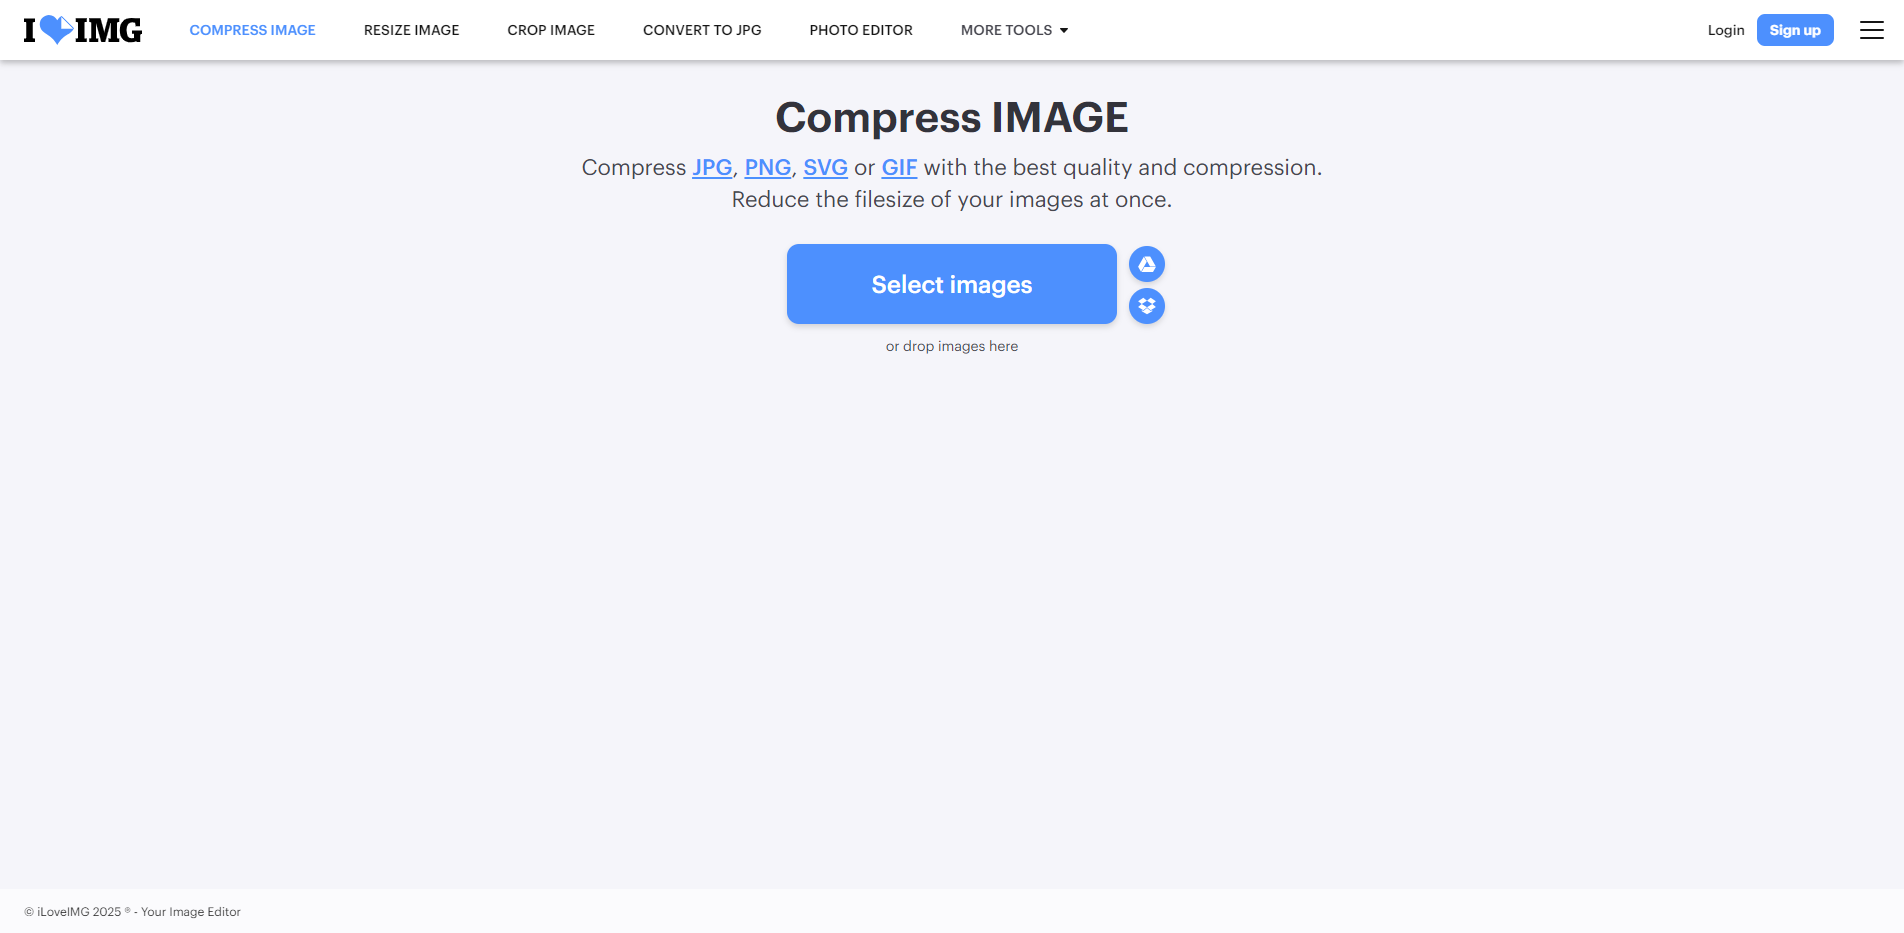 I IMG
COMPRESS IMAGE
RESIZE IMAGE
CROP IMAGE
CONVERT TO JPG
PHOTO EDITOR
MORE TOOLS
Login
Sign up
Compress IMAGE
Compress JPG, PNG, SVG or GIF with the best quality and compression.
Reduce the filesize of your images at once.
Select images
or drop images here
© iLoveIMG 2025 ® - Your Image Editor